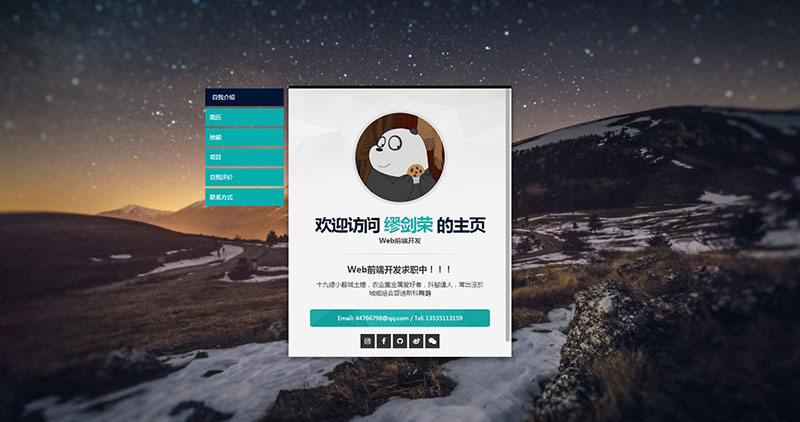 自我介绍
简历
技能
项目
自我评价
联系方式
欢迎访问 缪剑荣 的主页
Web前端开发
Web前端开发求职中！！！
十九线小县城土狼，农业重金属爱好者，抖腿達人，常出没於
城鄉結合部迪斯科舞廳
Email: 44766798@qq.com / Tel: 13535113159